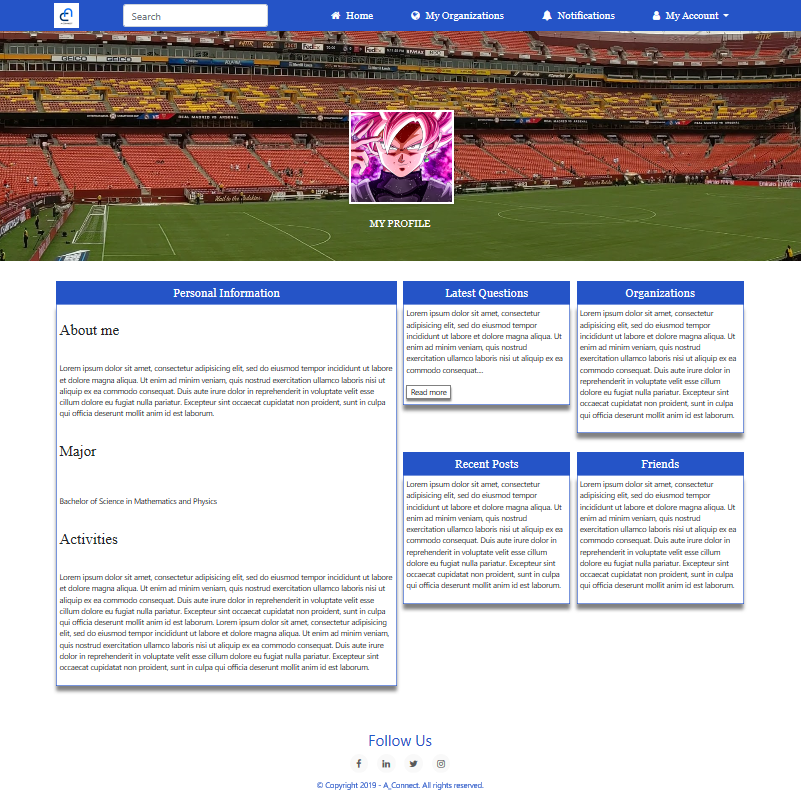 A_CONNECT
Search
Home
My Organizations
Notifications
My Account
FedEx
FedEx
RE/MAX
GEICO
GEICO
REAL MADRID VS ARSENAL
Hail to the Redskins
MY PROFILE
Personal Information
About me
Lorem ipsum dolor sit amet, consectetur adipisicing elit, sed do eiusmod tempor incididunt ut labore
et dolore magna aliqua. Ut enim ad minim veniam, quis nostrud exercitation ullamco laboris nisi ut
aliquip ex ea commodo consequat. Duis aute irure dolor in reprehenderit in voluptate velit esse
cillum dolore eu fugiat nulla pariatur. Excepteur sint occaecat cupidatat non proident, sunt in culpa
qui officia deserunt mollit anim id est laborum.
Major
Bachelor of Science in Mathematics and Physics
Activities
Lorem ipsum dolor sit amet, consectetur adipisicing elit, sed do eiusmod tempor incididunt ut labore
et dolore magna aliqua. Ut enim ad minim veniam, quis nostrud exercitation ullamco laboris nisi ut
aliquip ex ea commodo consequat. Duis aute irure dolor in reprehenderit in voluptate velit esse
cillum dolore eu fugiat nulla pariatur. Excepteur sint occaecat cupidatat non proident, sunt in culpa
qui officia deserunt mollit anim id est laborum. Lorem ipsum dolor sit amet, consectetur adipisicing
elit, sed do eiusmod tempor incididunt ut labore et dolore magna aliqua. Ut enim ad minim veniam,
quis nostrud exercitation ullamco laboris nisi ut aliquip ex ea commodo consequat. Duis aute irure
dolor in reprehenderit in voluptate velit esse cillum dolore eu fugiat nulla pariatur. Excepteur sint
occaecat cupidatat non proident, sunt in culpa qui officia deserunt mollit anim id est laborum.
Latest Questions
Lorem ipsum dolor sit amet, consectetur
adipisicing elit, sed do eiusmod tempor
incididunt ut labore et dolore magna aliqua. Ut
enim ad minim veniam, quis nostrud
exercitation ullamco laboris nisi ut aliquip ex ea
commodo consequat....
Read more
Organizations
Lorem ipsum dolor sit amet, consectetur
adipisicing elit, sed do eiusmod tempor
incididunt ut labore et dolore magna aliqua. Ut
enim ad minim veniam, quis nostrud
exercitation ullamco laboris nisi ut aliquip ex ea
commodo consequat. Duis aute irure dolor in
reprehenderit in voluptate velit esse cillum
dolore eu fugiat nulla pariatur. Excepteur sint
occaecat cupidatat non proident, sunt in culpa
qui officia deserunt mollit anim id est laborum.
Recent Posts
Lorem ipsum dolor sit amet, consectetur
adipisicing elit, sed do eiusmod tempor
incididunt ut labore et dolore magna aliqua. Ut
enim ad minim veniam, quis nostrud
exercitation ullamco laboris nisi ut aliquip ex ea
commodo consequat. Duis aute irure dolor in
reprehenderit in voluptate velit esse cillum
dolore eu fugiat nulla pariatur. Excepteur sint
occaecat cupidatat non proident, sunt in culpa
qui officia deserunt mollit anim id est laborum.
Friends
Lorem ipsum dolor sit amet, consectetur
adipisicing elit, sed do eiusmod tempor
incididunt ut labore et dolore magna aliqua. Ut
enim ad minim veniam, quis nostrud
exercitation ullamco laboris nisi ut aliquip ex ea
commodo consequat. Duis aute irure dolor in
reprehenderit in voluptate velit esse cillum
dolore eu fugiat nulla pariatur. Excepteur sint
occaecat cupidatat non proident, sunt in culpa
qui officia deserunt mollit anim id est laborum.
Follow Us
© Copyright 2019 - A_Connect. All rights reserved.